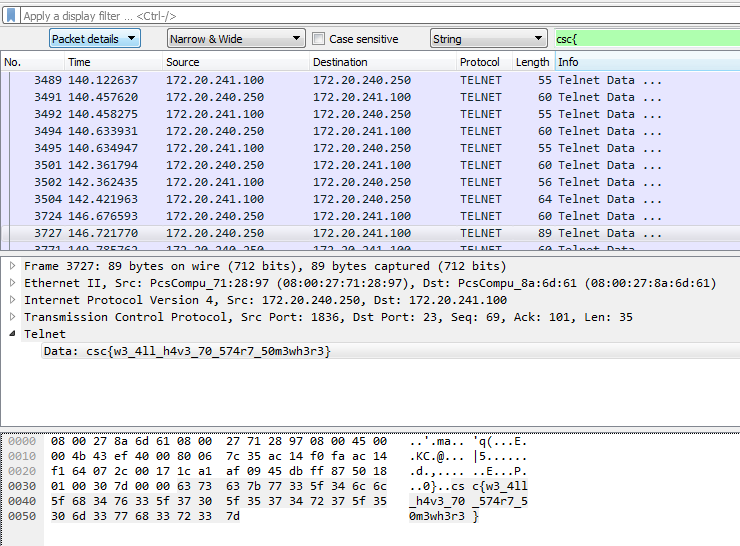 Apply a display filter ... <Ctrl-/>
Packet details Narrow & Wide Case sensitive String csc{
No. Time Source Destination Protocol Length Info
3489 140.122637 172.20.241.100 172.20.240.250 TELNET 55 Telnet Data ...
3491 140.457620 172.20.240.250 172.20.241.100 TELNET 60 Telnet Data ...
3492 140.458275 172.20.241.100 172.20.240.250 TELNET 55 Telnet Data ...
3494 140.633931 172.20.240.250 172.20.241.100 TELNET 60 Telnet Data ...
3495 140.634947 172.20.241.100 172.20.240.250 TELNET 55 Telnet Data ...
3501 142.361794 172.20.240.250 172.20.241.100 TELNET 60 Telnet Data ...
3502 142.362435 172.20.241.100 172.20.240.250 TELNET 56 Telnet Data ...
3504 142.421963 172.20.241.100 172.20.240.250 TELNET 64 Telnet Data ...
3724 146.676593 172.20.240.250 172.20.241.100 TELNET 60 Telnet Data ...
3727 146.721770 172.20.240.250 172.20.241.100 TELNET 89 Telnet Data ...
3771 149.785762 172.20.240.250 172.20.241.100 TELNET 60 Telnet Data ...
Frame 3727: 89 bytes on wire (712 bits), 89 bytes captured (712 bits)
Ethernet II, Src: PcsCompu_71:28:97 (08:00:27:71:28:97), Dst: PcsCompu_8a:6d:61 (08:00:27:8a:6d:61)
Internet Protocol Version 4, Src: 172.20.240.250, Dst: 172.20.241.100
Transmission Control Protocol, Src Port: 1836, Dst Port: 23, Seq: 69, Ack: 101, Len: 35
Telnet
Data: csc{w3_4ll_h4v3_70_574r7_50m3wh3r3}
0000 08 00 27 8a 6d 61 08 00 27 71 28 97 08 00 45 00 ..'.ma.. 'q(...E.
0010 00 4b 43 ef 40 00 80 06 7c 35 ac 14 f0 fa ac 14 .KC.@... |5......
0020 f1 64 07 2c 00 17 1c a1 af 09 45 db ff 87 50 18 .d.,.... ..E...P.
0030 01 00 30 7d 00 00 63 73 63 7b 77 33 5f 34 6c 6c ..0}..cs c{w3_4ll
0040 5f 68 34 76 33 5f 37 30 5f 35 37 34 72 37 5f 35 _h4v3_70 _574r7_5
0050 30 6d 33 77 68 33 72 33 7d 0m3wh3r3 }